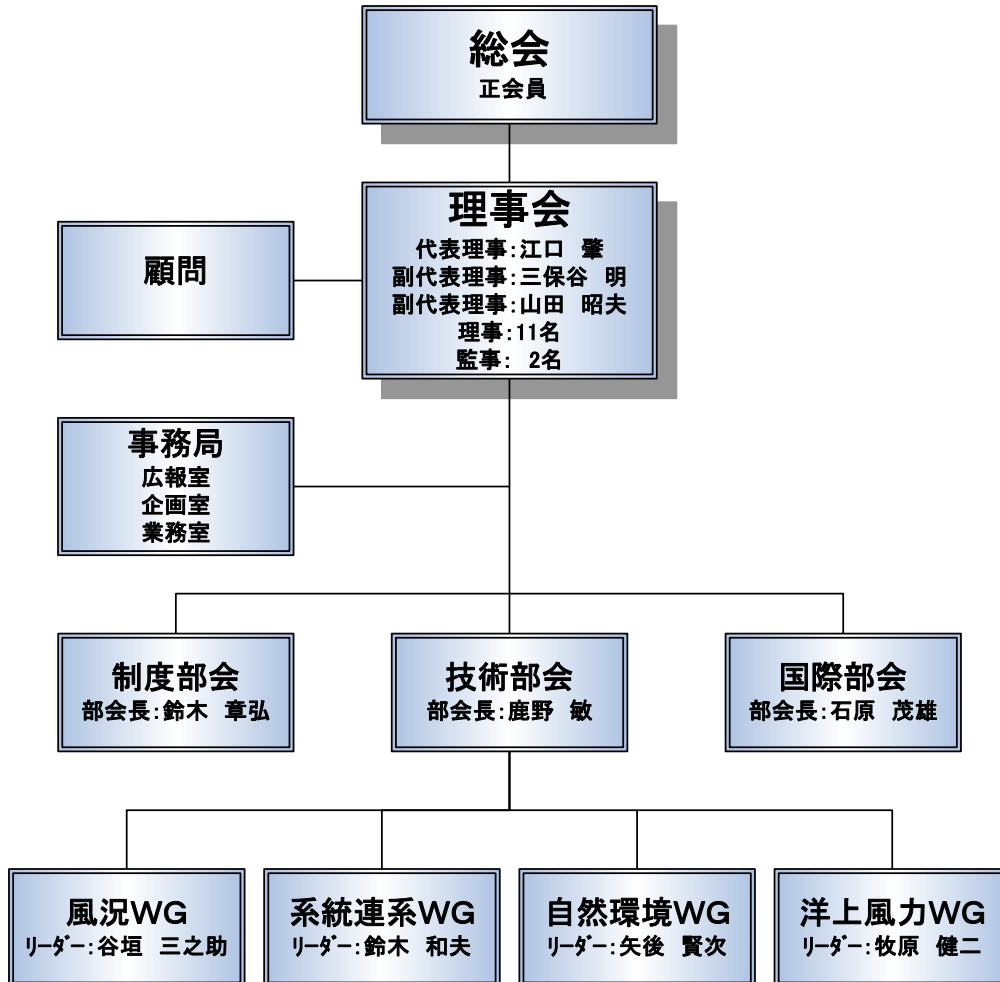 総会
正会員
理事会
代表理事:江口　肇
副代表理事:三保谷　明
副代表理事:山田　昭夫
理事:11名
監事:　2名
顧問
事務局
広報室
企画室
業務室
制度部会
部会長:鈴木　章弘
技術部会
部会長:鹿野　敏
国際部会
部会長:石原　茂雄
風況WG
ﾘｰﾀﾞｰ:谷垣　三之助
系統連系WG
ﾘｰﾀﾞｰ:鈴木　和夫
自然環境WG
ﾘｰﾀﾞｰ:矢後　賢次
洋上風力WG
ﾘｰﾀﾞｰ:牧原　健二